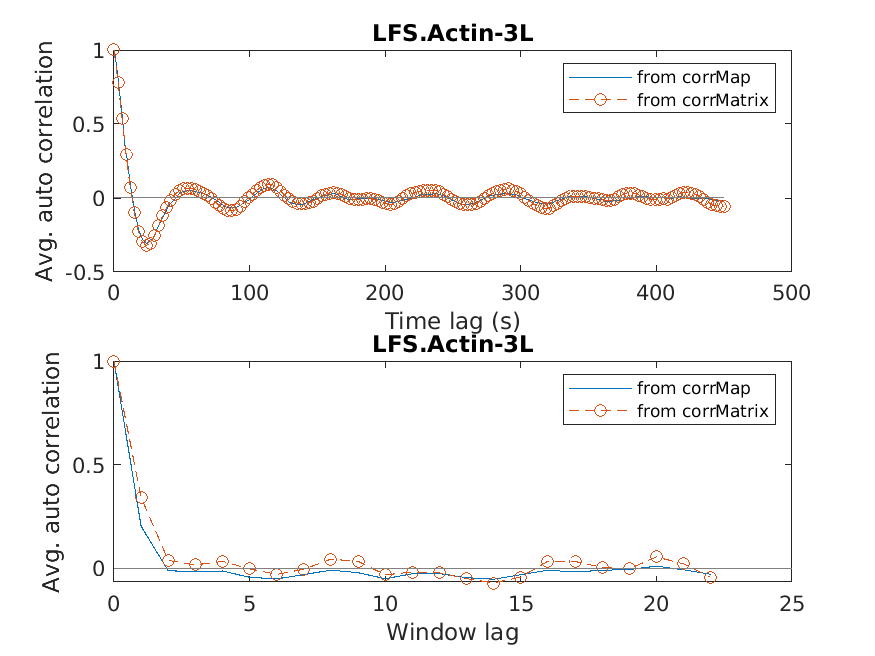 LFS.Actin-3L
Avg. auto correlation
1
0.5
0
-0.5
from corrMap
from corrMatrix
0 100 200 300 400 500
Time lag (s)
LFS.Actin-3L
Avg. auto correlation
1
0.5
0
from corrMap
from corrMatrix
0 5 10 15 20 25
Window lag